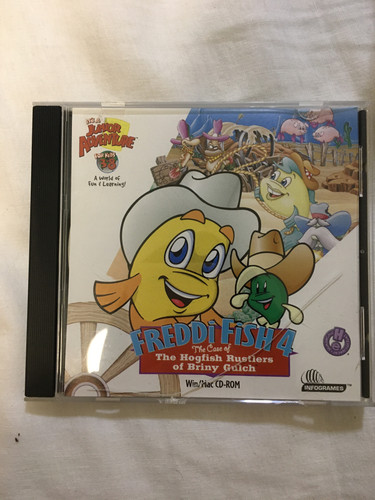 JUNIOR
ADVENTURE
A World of
Fun & Learning!
FREDDi FiSH 4
The Case of
The Hogfish Rustlers
of Briny Gulch
Win/Mac CD-ROM
INFOGRAMES